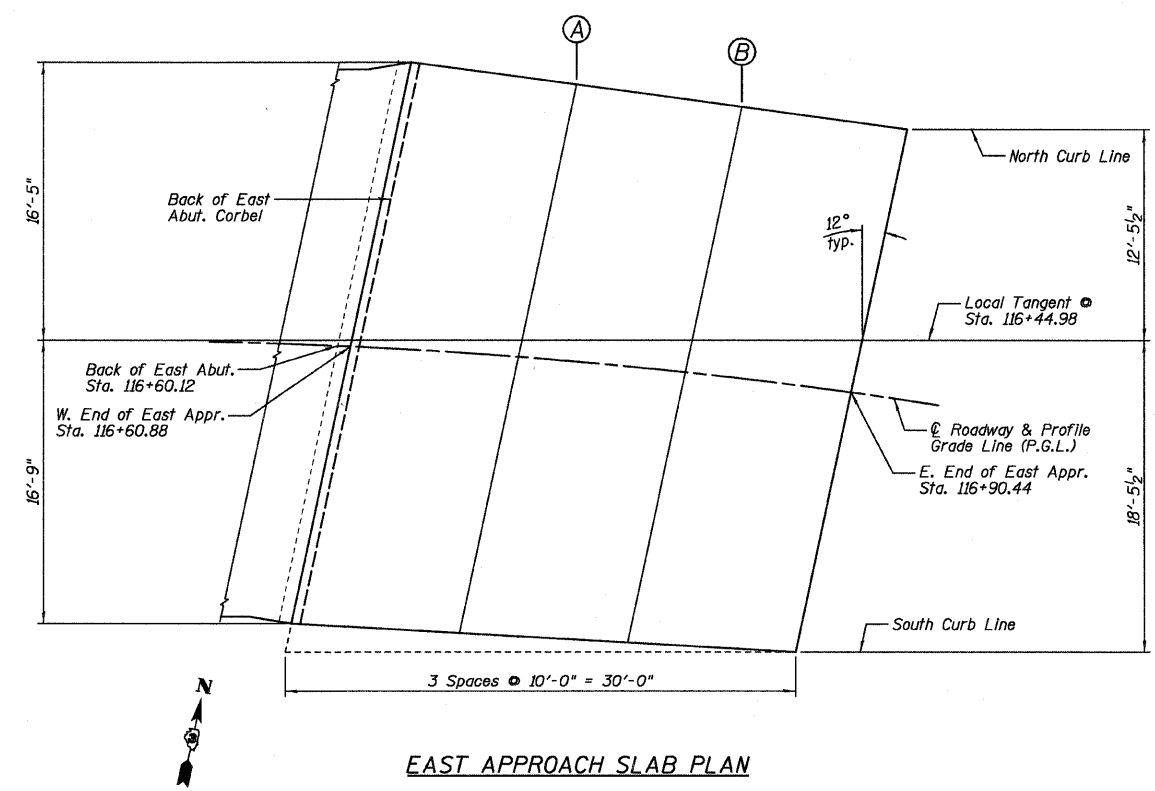 A
B
North Curb Line
Back of East
Abut. Corbel
16'-5"
12°
typ.
12'-5½"
Local Tangent @
Sta. 116+44.98
Back of East Abut.
Sta. 116+60.12
W. End of East Appr.
Sta. 116+60.88
℄ Roadway & Profile
Grade Line (P.G.L.)
E. End of East Appr.
Sta. 116+90.44
16'-9"
18'-5½"
South Curb Line
3 Spaces @ 10'-0" = 30'-0"
N
EAST APPROACH SLAB PLAN